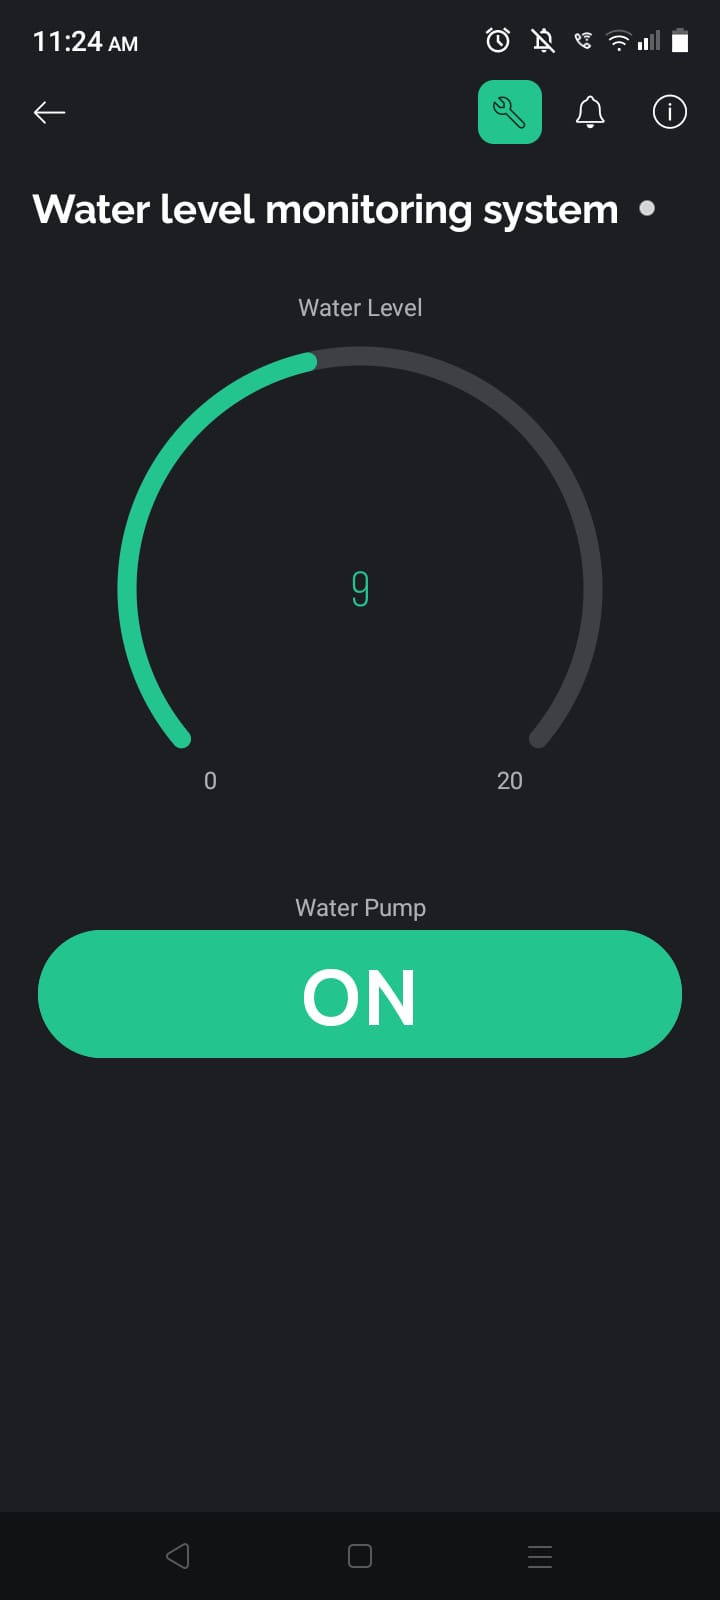 11:24 AM
Water level monitoring system
Water Level
9
0 20
Water Pump
ON